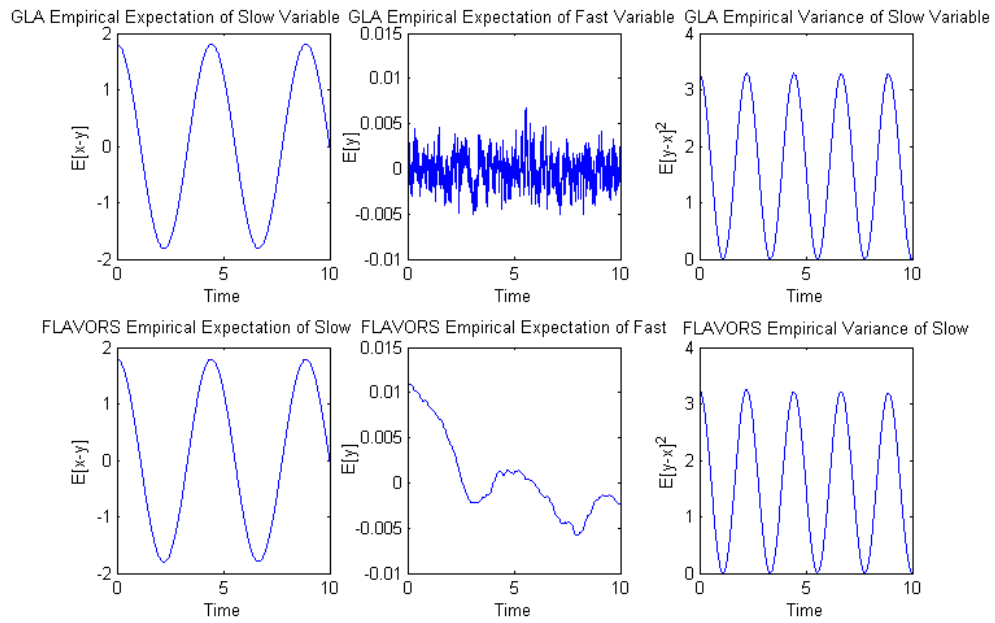 GLA Empirical Expectation of Slow Variable
2
1
0
-1
-2
E[x-y]
0
5
10
Time
GLA Empirical Expectation of Fast Variable
0.015
0.01
0.005
0
-0.005
-0.01
E[y]
0
5
10
Time
GLA Empirical Variance of Slow Variable
4
3
2
1
0
E[y-x]²
0
5
10
Time
FLAVORS Empirical Expectation of Slow
2
1
0
-1
-2
E[x-y]
0
5
10
Time
FLAVORS Empirical Expectation of Fast
0.015
0.01
0.005
0
-0.005
-0.01
E[y]
0
5
10
Time
FLAVORS Empirical Variance of Slow
4
3
2
1
0
E[y-x]²
0
5
10
Time